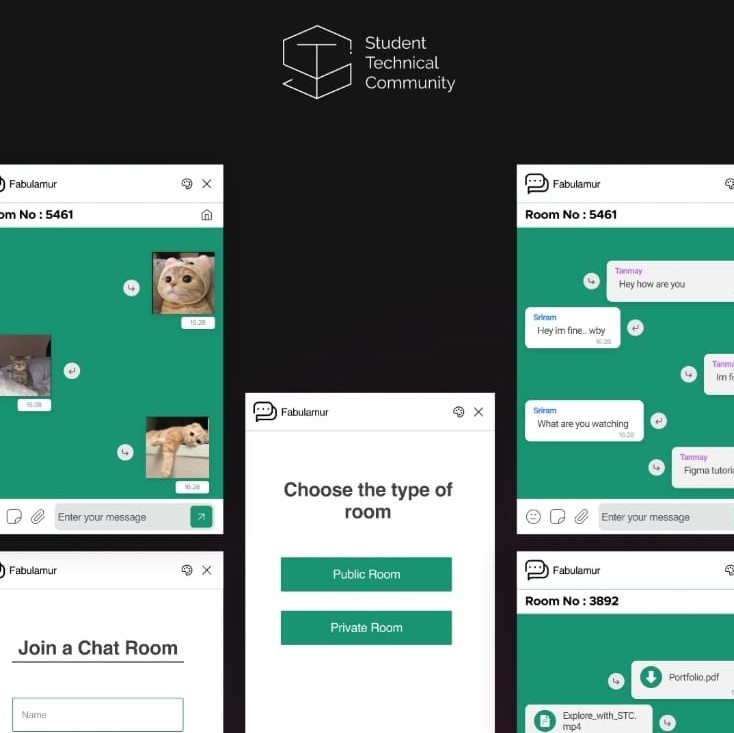 Student
Technical
Community
Fabulamur
om No : 5461
16:28
16:28
16:28
Enter your message
Fabulamur
Join a Chat Room
Name
Fabulamur
Choose the type of
room
Public Room
Private Room
Fabulamur
Room No : 5461
Tanmay
Hey how are you
Sriram
Hey im fine.. wby
16:28
Tanma
Im fi
Sriram
What are you watching
16:28
Tanmay
Figma tutoria
Enter your message
Fabulamur
Room No : 3892
Portfolio.pdf
Explore_with_STC.
mp4